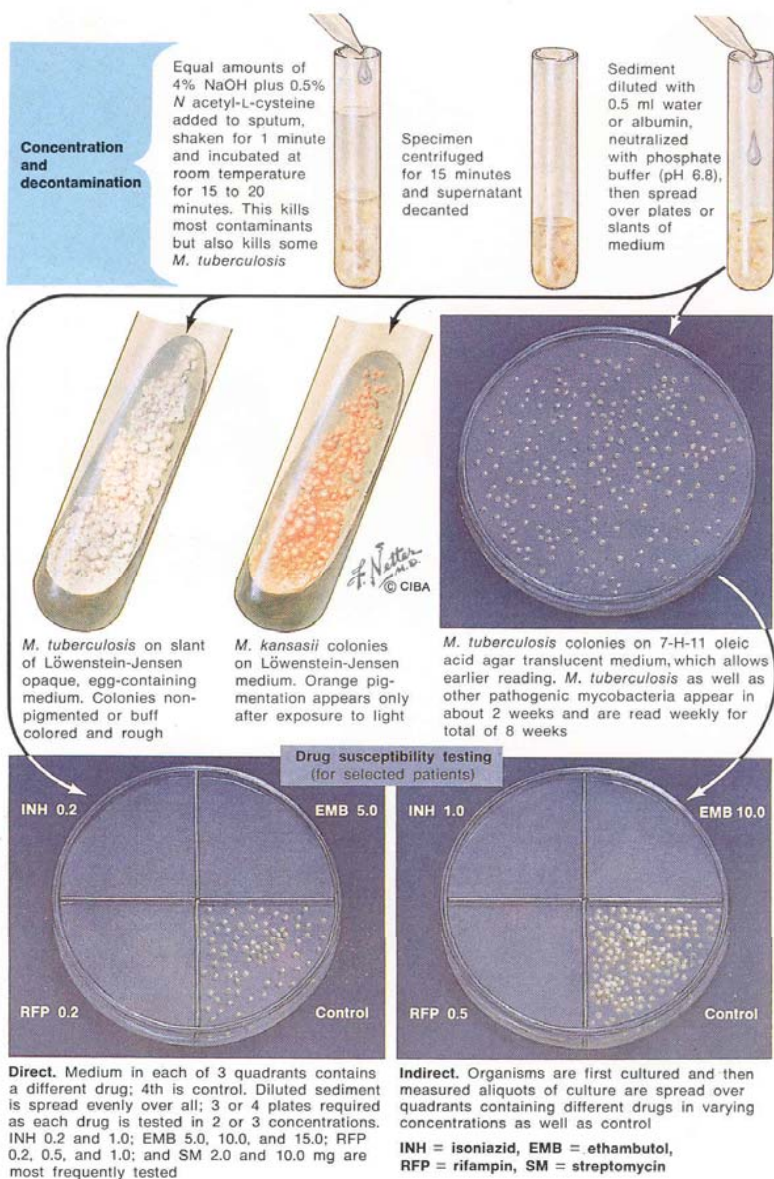 Concentration
and
decontamination
Equal amounts of
4% NaOH plus 0.5%
N acetyl-L-cysteine
added to sputum,
shaken for 1 minute
and incubated at
room temperature
for 15 to 20
minutes. This kills
most contaminants
but also kills some
M. tuberculosis
Specimen
centrifuged
for 15 minutes
and supernatant
decanted
Sediment
diluted with
0.5 ml water
or albumin,
neutralized
with phosphate
buffer (pH 6.8),
then spread
over plates or
slants of
medium
F. Netter
M.D.
© CIBA
M. tuberculosis on slant
of Löwenstein-Jensen
opaque, egg-containing
medium. Colonies non-
pigmented or buff
colored and rough
M. kansasii colonies
on Löwenstein-Jensen
medium. Orange pig-
mentation appears only
after exposure to light
M. tuberculosis colonies on 7-H-11 oleic
acid agar translucent medium, which allows
earlier reading. M. tuberculosis as well as
other pathogenic mycobacteria appear in
about 2 weeks and are read weekly for
total of 8 weeks
Drug susceptibility testing
(for selected patients)
INH 0.2
EMB 5.0
RFP 0.2
Control
INH 1.0
EMB 10.0
RFP 0.5
Control
Direct. Medium in each of 3 quadrants contains
a different drug; 4th is control. Diluted sediment
is spread evenly over all; 3 or 4 plates required
as each drug is tested in 2 or 3 concentrations.
INH 0.2 and 1.0; EMB 5.0, 10.0, and 15.0; RFP
0.2, 0.5, and 1.0; and SM 2.0 and 10.0 mg are
most frequently tested
Indirect. Organisms are first cultured and then
measured aliquots of culture are spread over
quadrants containing different drugs in varying
concentrations as well as control
INH = isoniazid, EMB = ethambutol,
RFP = rifampin, SM = streptomycin